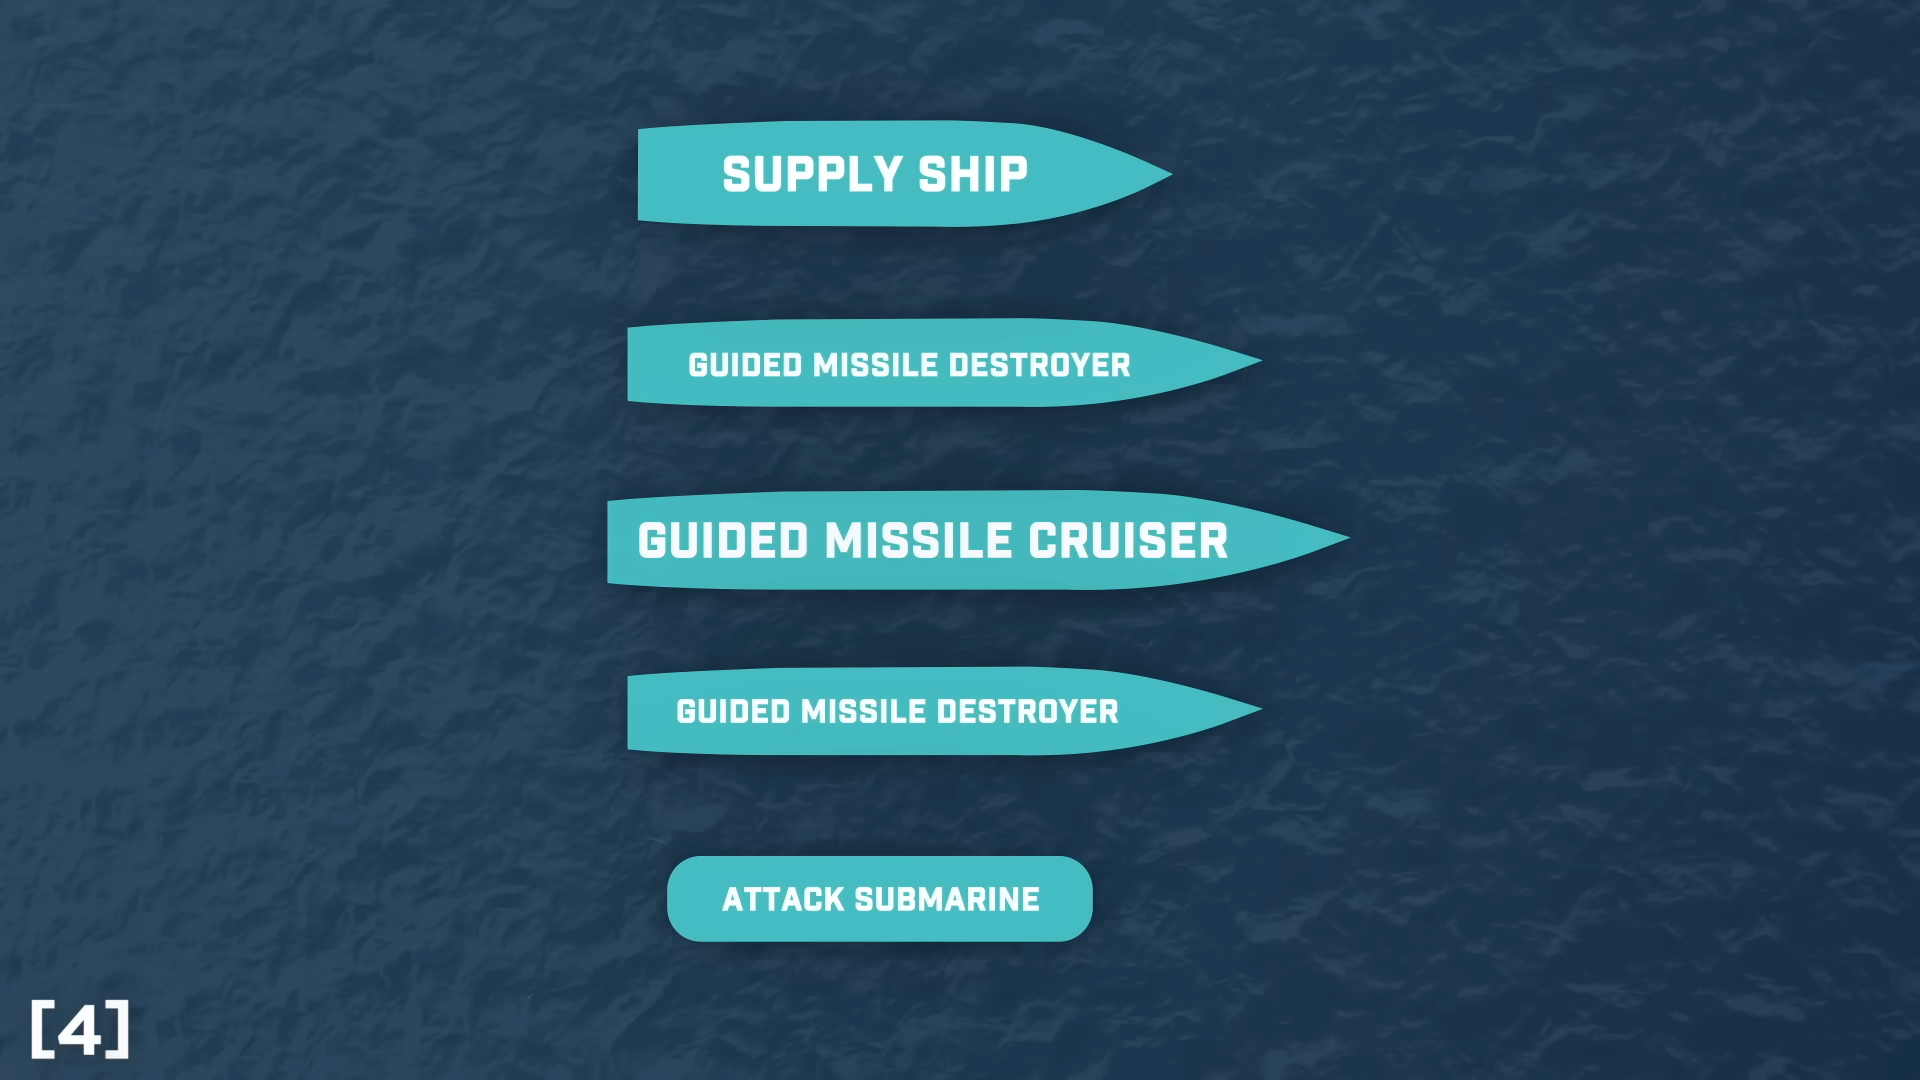 SUPPLY SHIP
GUIDED MISSILE DESTROYER
GUIDED MISSILE CRUISER
GUIDED MISSILE DESTROYER
ATTACK SUBMARINE
[4]